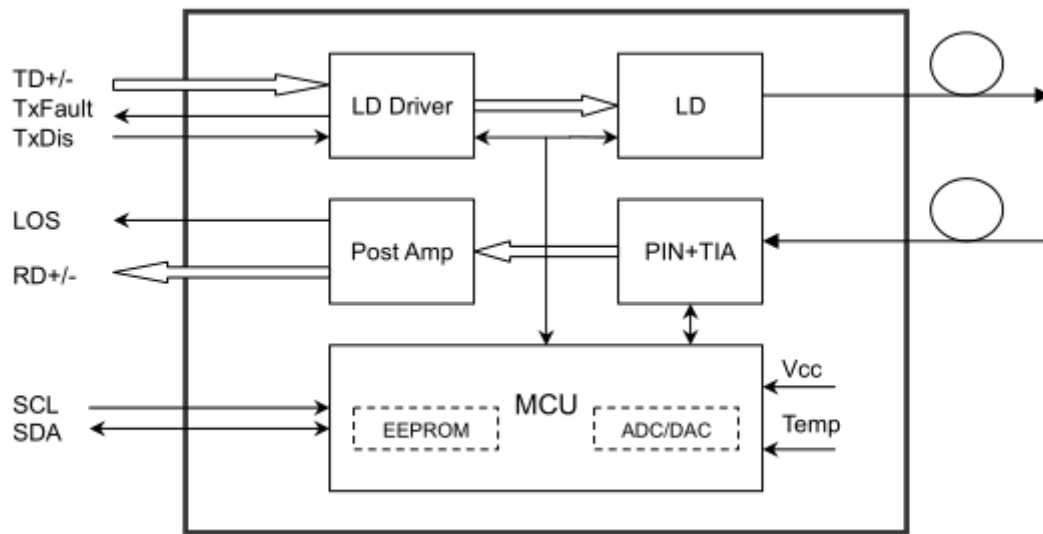 TD+/-
TxFault
TxDis
LD Driver
LD
LOS
RD+/-
Post Amp
PIN+TIA
SCL
SDA
MCU
EEPROM
ADC/DAC
Vcc
Temp